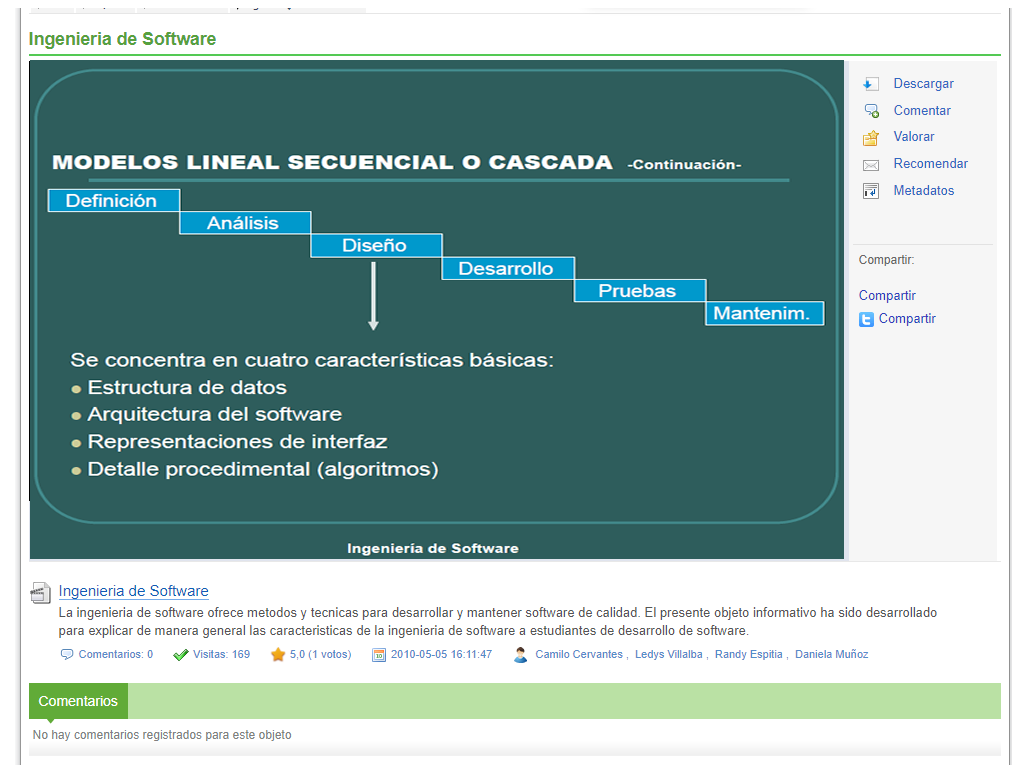 Ingenieria de Software
MODELOS LINEAL SECUENCIAL O CASCADA -Continuación-
Definición
Análisis
Diseño
Desarrollo
Pruebas
Mantenim.
Se concentra en cuatro características básicas:
Estructura de datos
Arquitectura del software
Representaciones de interfaz
Detalle procedimental (algoritmos)
Ingeniería de Software
Descargar
Comentar
Valorar
Recomendar
Metadatos
Compartir:
Compartir
Compartir
Ingenieria de Software
La ingenieria de software ofrece metodos y tecnicas para desarrollar y mantener software de calidad. El presente objeto informativo ha sido desarrollado
para explicar de manera general las caracteristicas de la ingenieria de software a estudiantes de desarrollo de software.
Comentarios: 0 Visitas: 169 5,0 (1 votos) 2010-05-05 16:11:47 Camilo Cervantes , Ledys Villalba , Randy Espitia , Daniela Muñoz
Comentarios
No hay comentarios registrados para este objeto